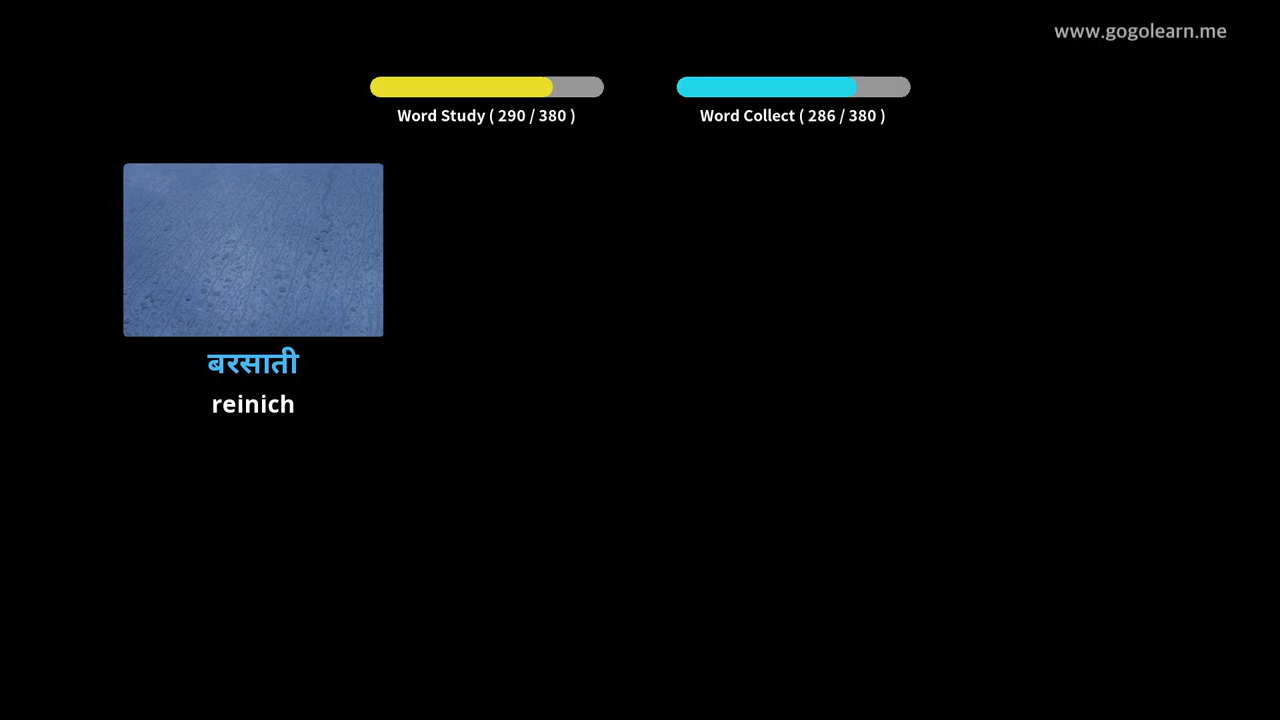 www.gogolearn.me
Word Study ( 290 / 380 )
Word Collect ( 286 / 380 )
बरसाती
reinich